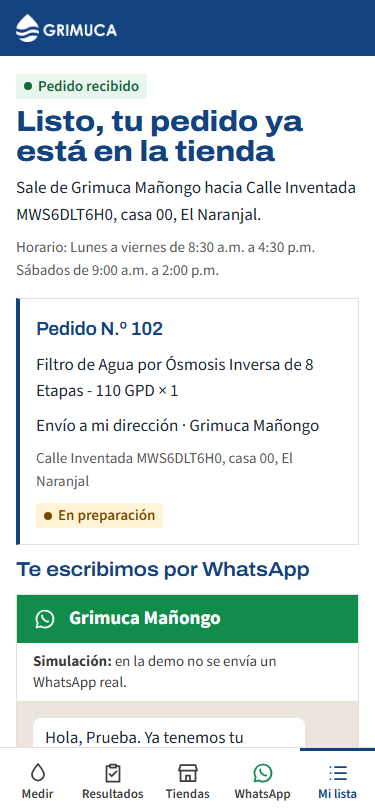 GRIMUCA
Pedido recibido
Listo, tu pedido ya
está en la tienda
Sale de Grimuca Mañongo hacia Calle Inventada
MWS6DLT6H0, casa 00, El Naranjal.
Horario: Lunes a viernes de 8:30 a.m. a 4:30 p.m.
Sábados de 9:00 a.m. a 2:00 p.m.
Pedido N.º 102
Filtro de Agua por Ósmosis Inversa de 8
Etapas - 110 GPD × 1
Envío a mi dirección · Grimuca Mañongo
Calle Inventada MWS6DLT6H0, casa 00, El
Naranjal
En preparación
Te escribimos por WhatsApp
Grimuca Mañongo
Simulación: en la demo no se envía un
WhatsApp real.
Hola, Prueba. Ya tenemos tu
Medir Resultados Tiendas WhatsApp Mi lista